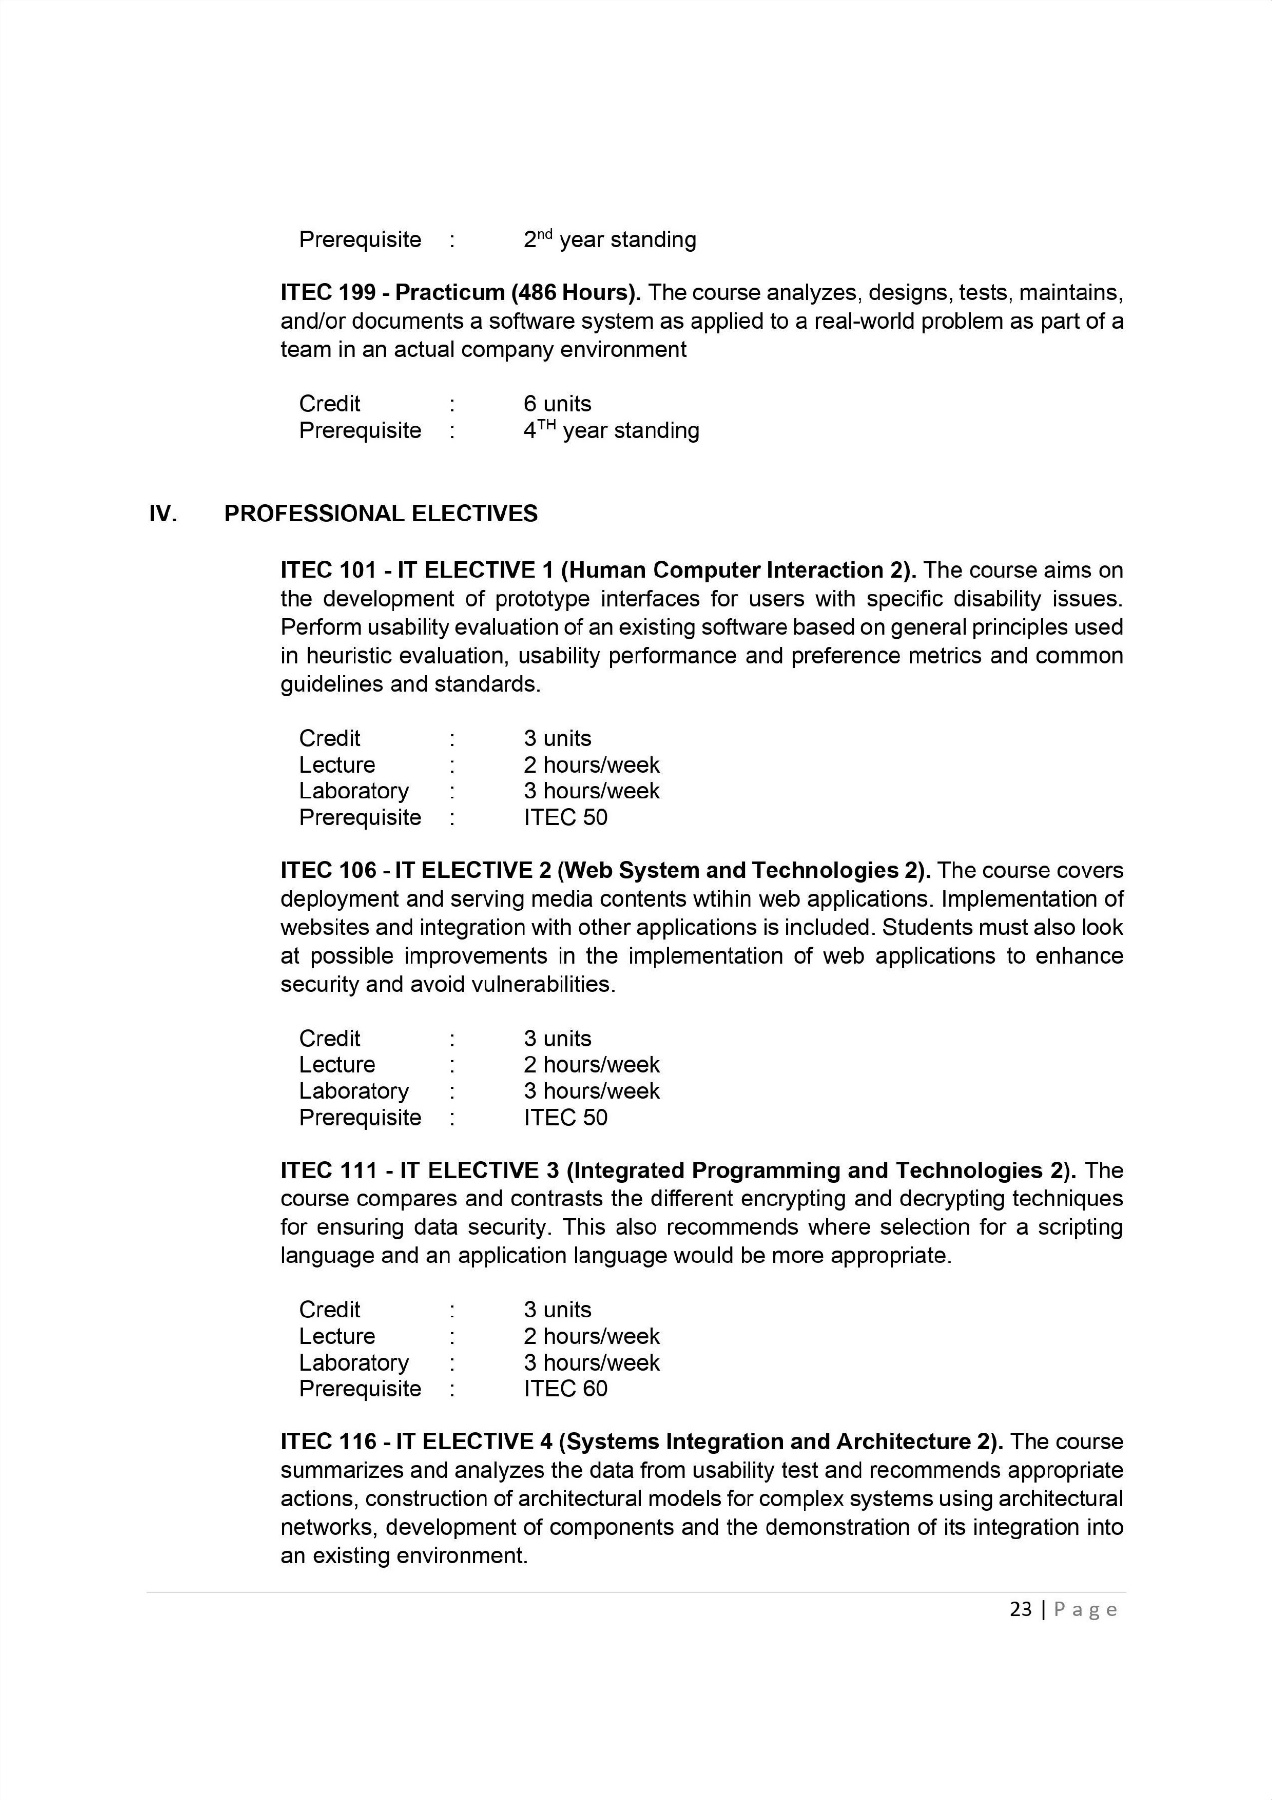 Prerequisite : 2nd year standing
ITEC 199 - Practicum (486 Hours). The course analyzes, designs, tests, maintains,
and/or documents a software system as applied to a real-world problem as part of a
team in an actual company environment
Credit : 6 units
Prerequisite : 4TH year standing
IV. PROFESSIONAL ELECTIVES
ITEC 101 - IT ELECTIVE 1 (Human Computer Interaction 2). The course aims on
the development of prototype interfaces for users with specific disability issues.
Perform usability evaluation of an existing software based on general principles used
in heuristic evaluation, usability performance and preference metrics and common
guidelines and standards.
Credit : 3 units
Lecture : 2 hours/week
Laboratory : 3 hours/week
Prerequisite : ITEC 50
ITEC 106 - IT ELECTIVE 2 (Web System and Technologies 2). The course covers
deployment and serving media contents wtihin web applications. Implementation of
websites and integration with other applications is included. Students must also look
at possible improvements in the implementation of web applications to enhance
security and avoid vulnerabilities.
Credit : 3 units
Lecture : 2 hours/week
Laboratory : 3 hours/week
Prerequisite : ITEC 50
ITEC 111 - IT ELECTIVE 3 (Integrated Programming and Technologies 2). The
course compares and contrasts the different encrypting and decrypting techniques
for ensuring data security. This also recommends where selection for a scripting
language and an application language would be more appropriate.
Credit : 3 units
Lecture : 2 hours/week
Laboratory : 3 hours/week
Prerequisite : ITEC 60
ITEC 116 - IT ELECTIVE 4 (Systems Integration and Architecture 2). The course
summarizes and analyzes the data from usability test and recommends appropriate
actions, construction of architectural models for complex systems using architectural
networks, development of components and the demonstration of its integration into
an existing environment.
23 | Page